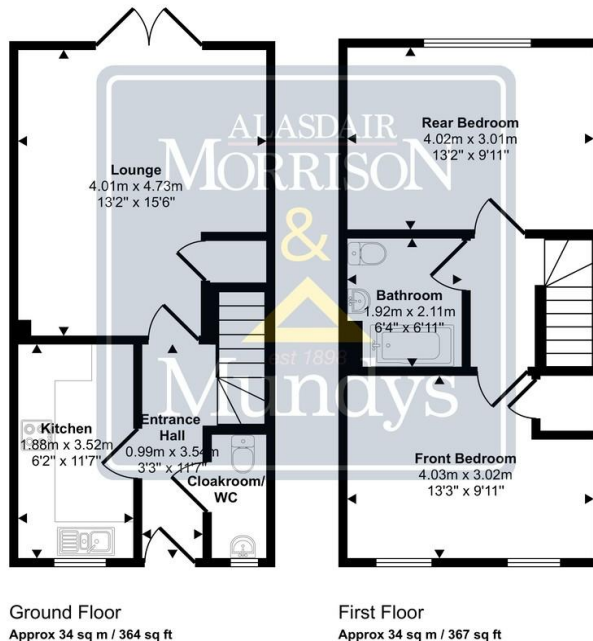 ALASDAIR
MORRISON
&
est 1898
Mundys
Lounge
4.01m x 4.73m
13'2" x 15'6"
Kitchen
1.88m x 3.52m
6'2" x 11'7"
Entrance
Hall
0.99m x 3.54m
3'3" x 11'7"
Cloakroom/
WC
Ground Floor
Approx 34 sq m / 364 sq ft
Rear Bedroom
4.02m x 3.01m
13'2" x 9'11"
Bathroom
1.92m x 2.11m
6'4" x 6'11"
Front Bedroom
4.03m x 3.02m
13'3" x 9'11"
First Floor
Approx 34 sq m / 367 sq ft